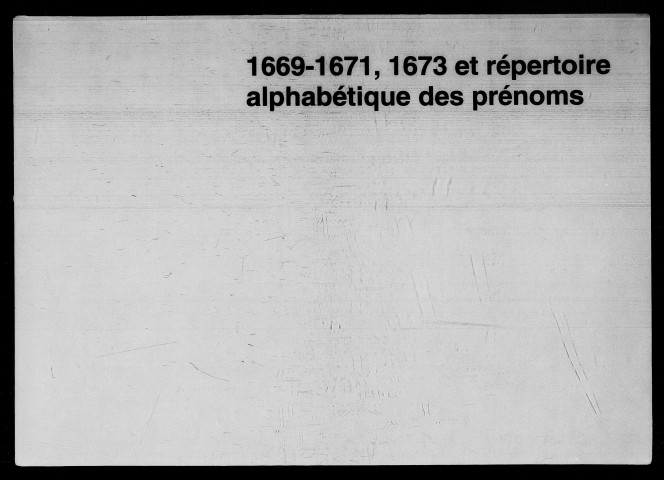 1669-1671, 1673 et répertoire
alphabétique des prénoms